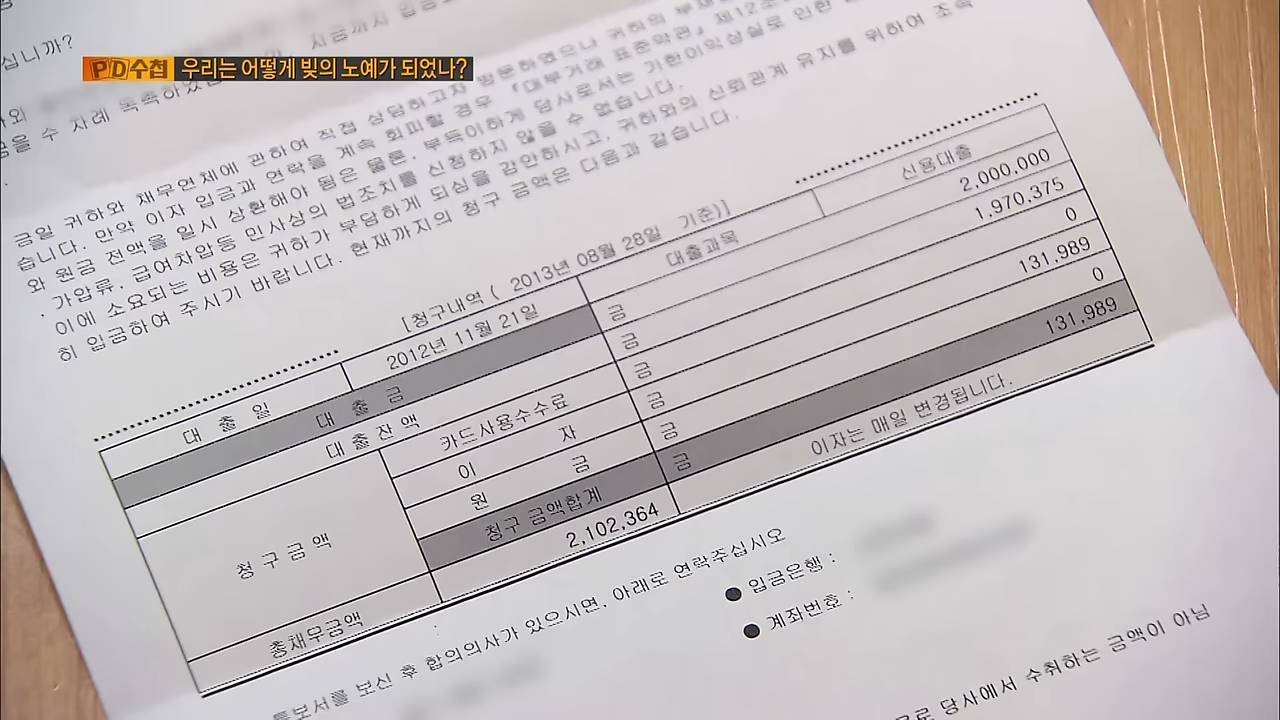 PD수첩 우리는 어떻게 빚의 노예가 되었나?
십니까?
금일 귀하와 채무연체에 관하여 직접 상담하고자 방문하였으나 귀하의
습니다. 만약 이자 입금과 연락을 계속 회피할 경우 「대부거래 표준약관」 제12조
와 원금 전액을 일시 상환해야 됨은 물론, 부득이하게 당사로서는 기한이익상실로 인한
· 가압류, 급여차압등 민사상의 법조치를 신청하지 않을 수 없습니다.
이에 소요되는 비용은 귀하가 부담하게 되심을 감안하시고, 귀하와의 신뢰관계 유지를 위하여 조속
히 입금하여 주시기 바랍니다. 현재까지의 청구 금액은 다음과 같습니다.
[청구내역 ( 2013년 08월 28일 기준)]
대 출 일 2012년 11월 21일 대출과목 신용대출
대 출 금 금 2,000,000
대 출 잔 액 금 1,970,375
청 구 금 액 카드사용수수료 금 0
이 자 금 131,989
원 금 금 0
청구 금액합계 금 131,989
총채무금액 2,102,364 이자는 매일 변경됩니다.
통보서를 보신 후 합의의사가 있으시면, 아래로 연락주십시오
● 입금은행 :
● 계좌번호 :
당사에서 수취하는 금액이 아님